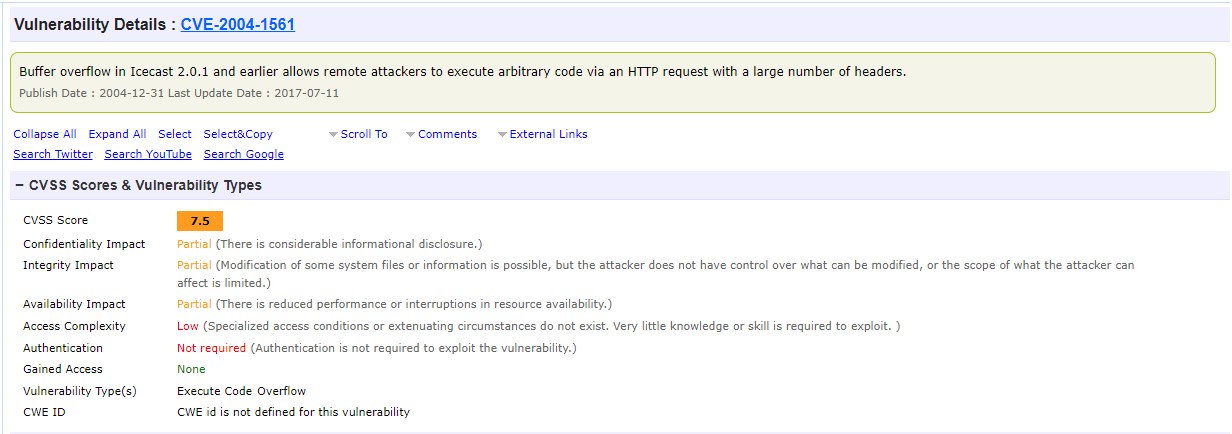 Vulnerability Details : CVE-2004-1561
Buffer overflow in Icecast 2.0.1 and earlier allows remote attackers to execute arbitrary code via an HTTP request with a large number of headers.
Publish Date : 2004-12-31 Last Update Date : 2017-07-11
Collapse All Expand All Select Select&Copy Scroll To Comments External Links
Search Twitter Search YouTube Search Google
− CVSS Scores & Vulnerability Types
CVSS Score 7.5
Confidentiality Impact Partial (There is considerable informational disclosure.)
Integrity Impact Partial (Modification of some system files or information is possible, but the attacker does not have control over what can be modified, or the scope of what the attacker can
affect is limited.)
Availability Impact Partial (There is reduced performance or interruptions in resource availability.)
Access Complexity Low (Specialized access conditions or extenuating circumstances do not exist. Very little knowledge or skill is required to exploit. )
Authentication Not required (Authentication is not required to exploit the vulnerability.)
Gained Access None
Vulnerability Type(s) Execute Code Overflow
CWE ID CWE id is not defined for this vulnerability